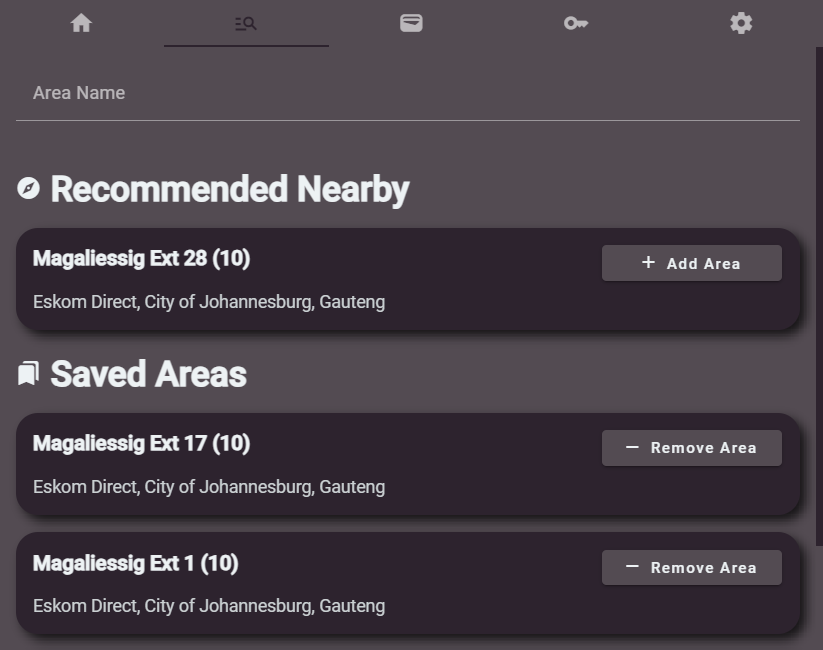 Area Name
Recommended Nearby
Magaliessig Ext 28 (10)
+ Add Area
Eskom Direct, City of Johannesburg, Gauteng
Saved Areas
Magaliessig Ext 17 (10)
− Remove Area
Eskom Direct, City of Johannesburg, Gauteng
Magaliessig Ext 1 (10)
− Remove Area
Eskom Direct, City of Johannesburg, Gauteng